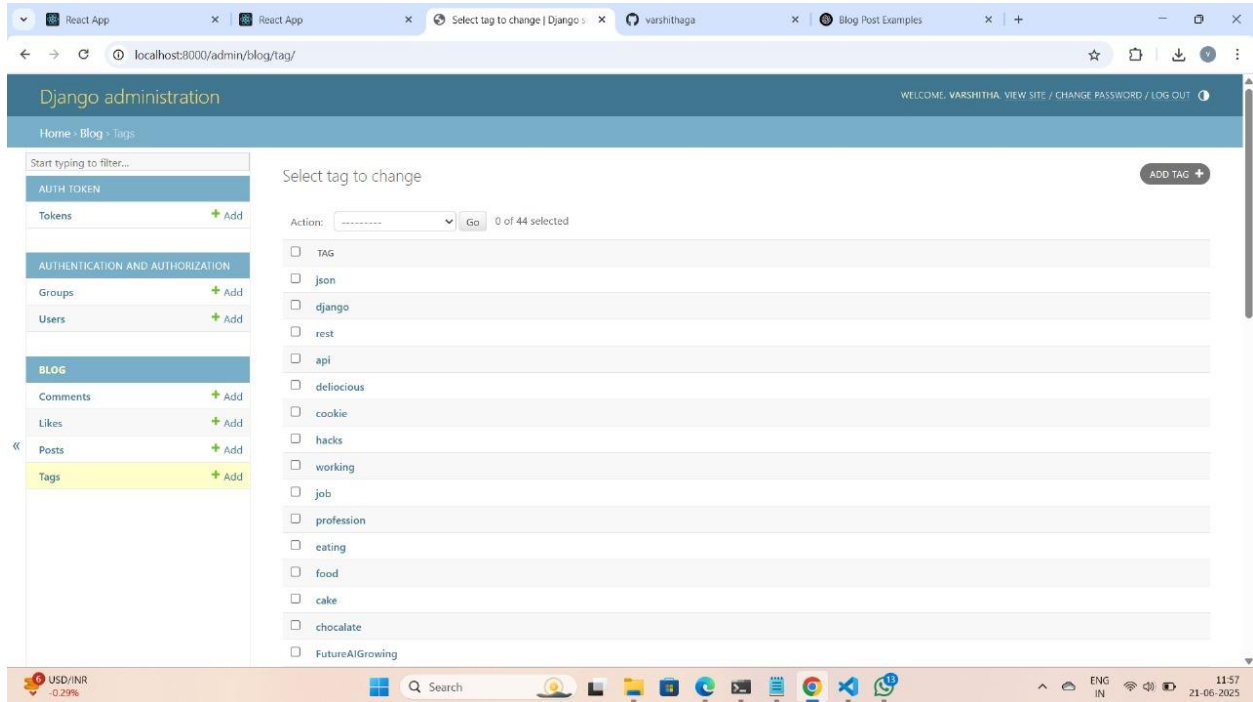 React App
React App
Select tag to change | Django s
varshithaga
Blog Post Examples
localhost:8000/admin/blog/tag/
Django administration
WELCOME, VARSHITHA. VIEW SITE / CHANGE PASSWORD / LOG OUT
Home › Blog › Tags
Start typing to filter...
AUTH TOKEN
Tokens + Add
AUTHENTICATION AND AUTHORIZATION
Groups + Add
Users + Add
BLOG
Comments + Add
Likes + Add
Posts + Add
Tags + Add
«
Select tag to change
ADD TAG +
Action: --------- Go 0 of 44 selected
TAG
json
django
rest
api
deliocious
cookie
hacks
working
job
profession
eating
food
cake
chocalate
FutureAIGrowing
6
USD/INR
-0.29%
Search
13
ENG
IN
11:57
21-06-2025